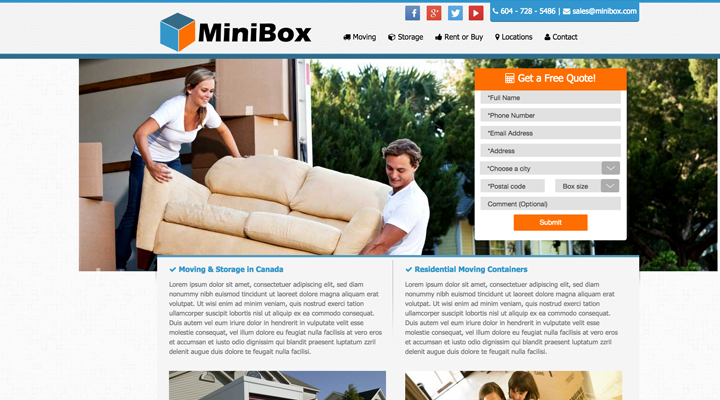 604 - 728 - 5486 | sales@minibox.com
MiniBox
Moving Storage Rent or Buy Locations Contact
Get a Free Quote!
*Full Name
*Phone Number
*Email Address
*Address
*Choose a city
*Postal code Box size
Comment (Optional)
Submit
Moving & Storage in Canada
Lorem ipsum dolor sit amet, consectetuer adipiscing elit, sed diam
nonummy nibh euismod tincidunt ut laoreet dolore magna aliquam erat
volutpat. Ut wisi enim ad minim veniam, quis nostrud exerci tation
ullamcorper suscipit lobortis nisl ut aliquip ex ea commodo consequat.
Duis autem vel eum iriure dolor in hendrerit in vulputate velit esse
molestie consequat, vel illum dolore eu feugiat nulla facilisis at vero eros
et accumsan et iusto odio dignissim qui blandit praesent luptatum zzril
delenit augue duis dolore te feugait nulla facilisi.
Residential Moving Containers
Lorem ipsum dolor sit amet, consectetuer adipiscing elit, sed diam
nonummy nibh euismod tincidunt ut laoreet dolore magna aliquam erat
volutpat. Ut wisi enim ad minim veniam, quis nostrud exerci tation
ullamcorper suscipit lobortis nisl ut aliquip ex ea commodo consequat.
Duis autem vel eum iriure dolor in hendrerit in vulputate velit esse
molestie consequat, vel illum dolore eu feugiat nulla facilisis at vero eros
et accumsan et iusto odio dignissim qui blandit praesent luptatum zzril
delenit augue duis dolore te feugait nulla facilisi.